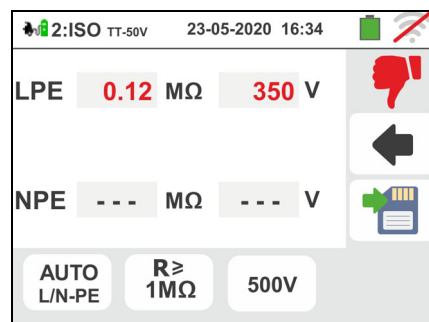 2:ISO TT-50V 23-05-2020 16:34
LPE 0.12 MΩ 350 V
NPE - - - MΩ - - - V
AUTO L/N-PE
R≥ 1MΩ
500V